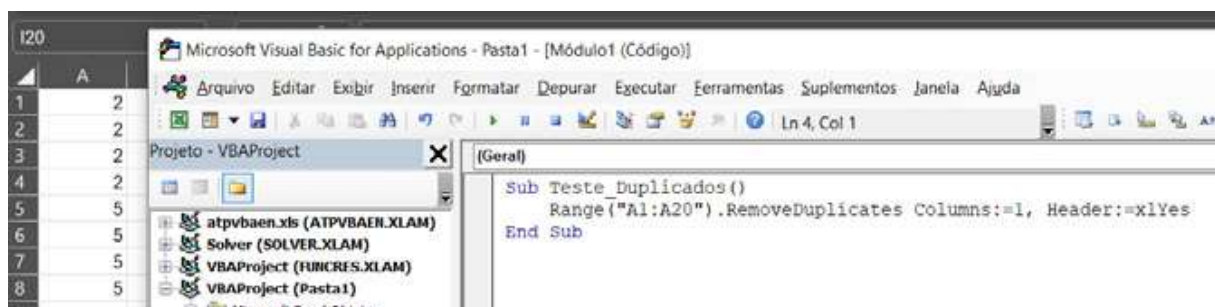 I20
Microsoft Visual Basic for Applications - Pasta1 - [Módulo1 (Código)]
Arquivo Editar Exibir Inserir Formatar Depurar Executar Ferramentas Suplementos Janela Ajuda
Ln 4, Col 1
A
1 2
2 2
3 2
4 2
5 5
6 5
7 5
8 5
Projeto - VBAProject
atpvbaen.xls (ATPVBAEN.XLAM)
Solver (SOLVER.XLAM)
VBAProject (FUNCRES.XLAM)
VBAProject (Pasta1)
(Geral)
Sub Teste_Duplicados()
Range("A1:A20").RemoveDuplicates Columns:=1, Header:=xlYes
End Sub